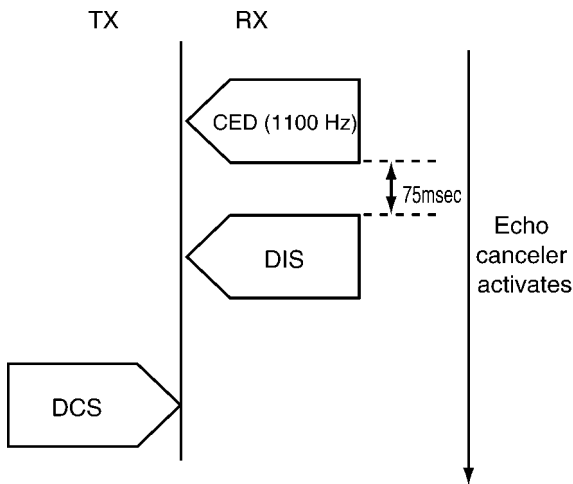 TX
RX
CED (1100 Hz)
75msec
DIS
Echo
canceler
activates
DCS